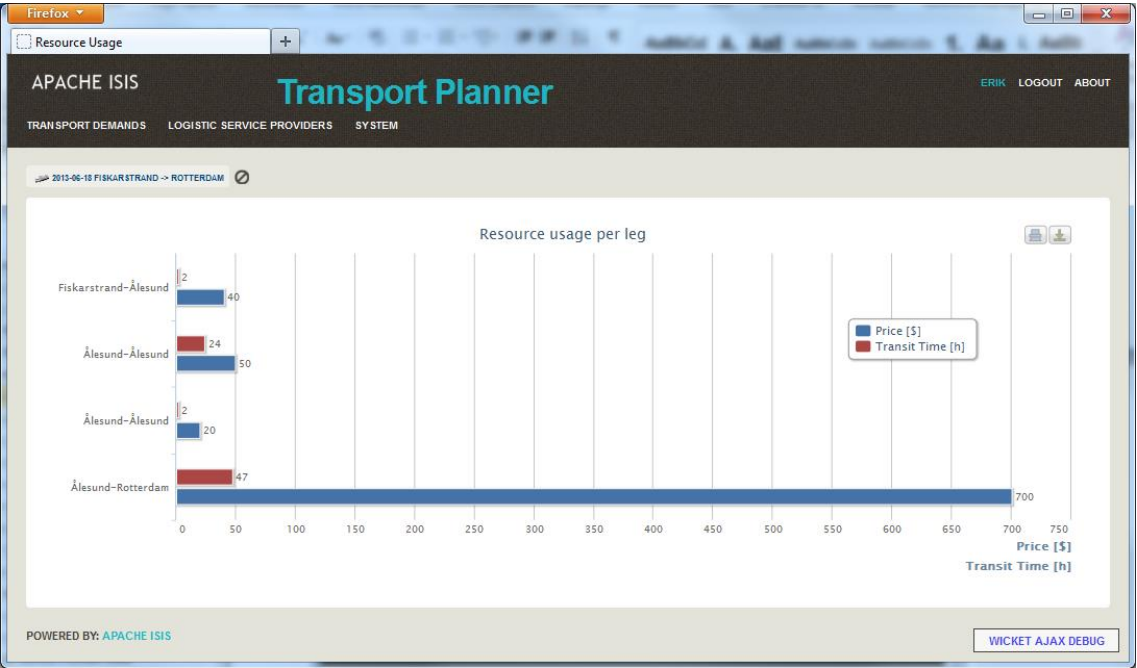 Firefox
Resource Usage
APACHE ISIS
Transport Planner
ERIK LOGOUT ABOUT
TRANSPORT DEMANDS LOGISTIC SERVICE PROVIDERS SYSTEM
2013-06-18 FISKARSTRAND -> ROTTERDAM
Resource usage per leg
Fiskarstrand-Ålesund
2
40
Ålesund-Ålesund
24
50
Ålesund-Ålesund
2
20
Ålesund-Rotterdam
47
700
Price [$]
Transit Time [h]
0 50 100 150 200 250 300 350 400 450 500 550 600 650 700 750
Price [$]
Transit Time [h]
POWERED BY: APACHE ISIS
WICKET AJAX DEBUG